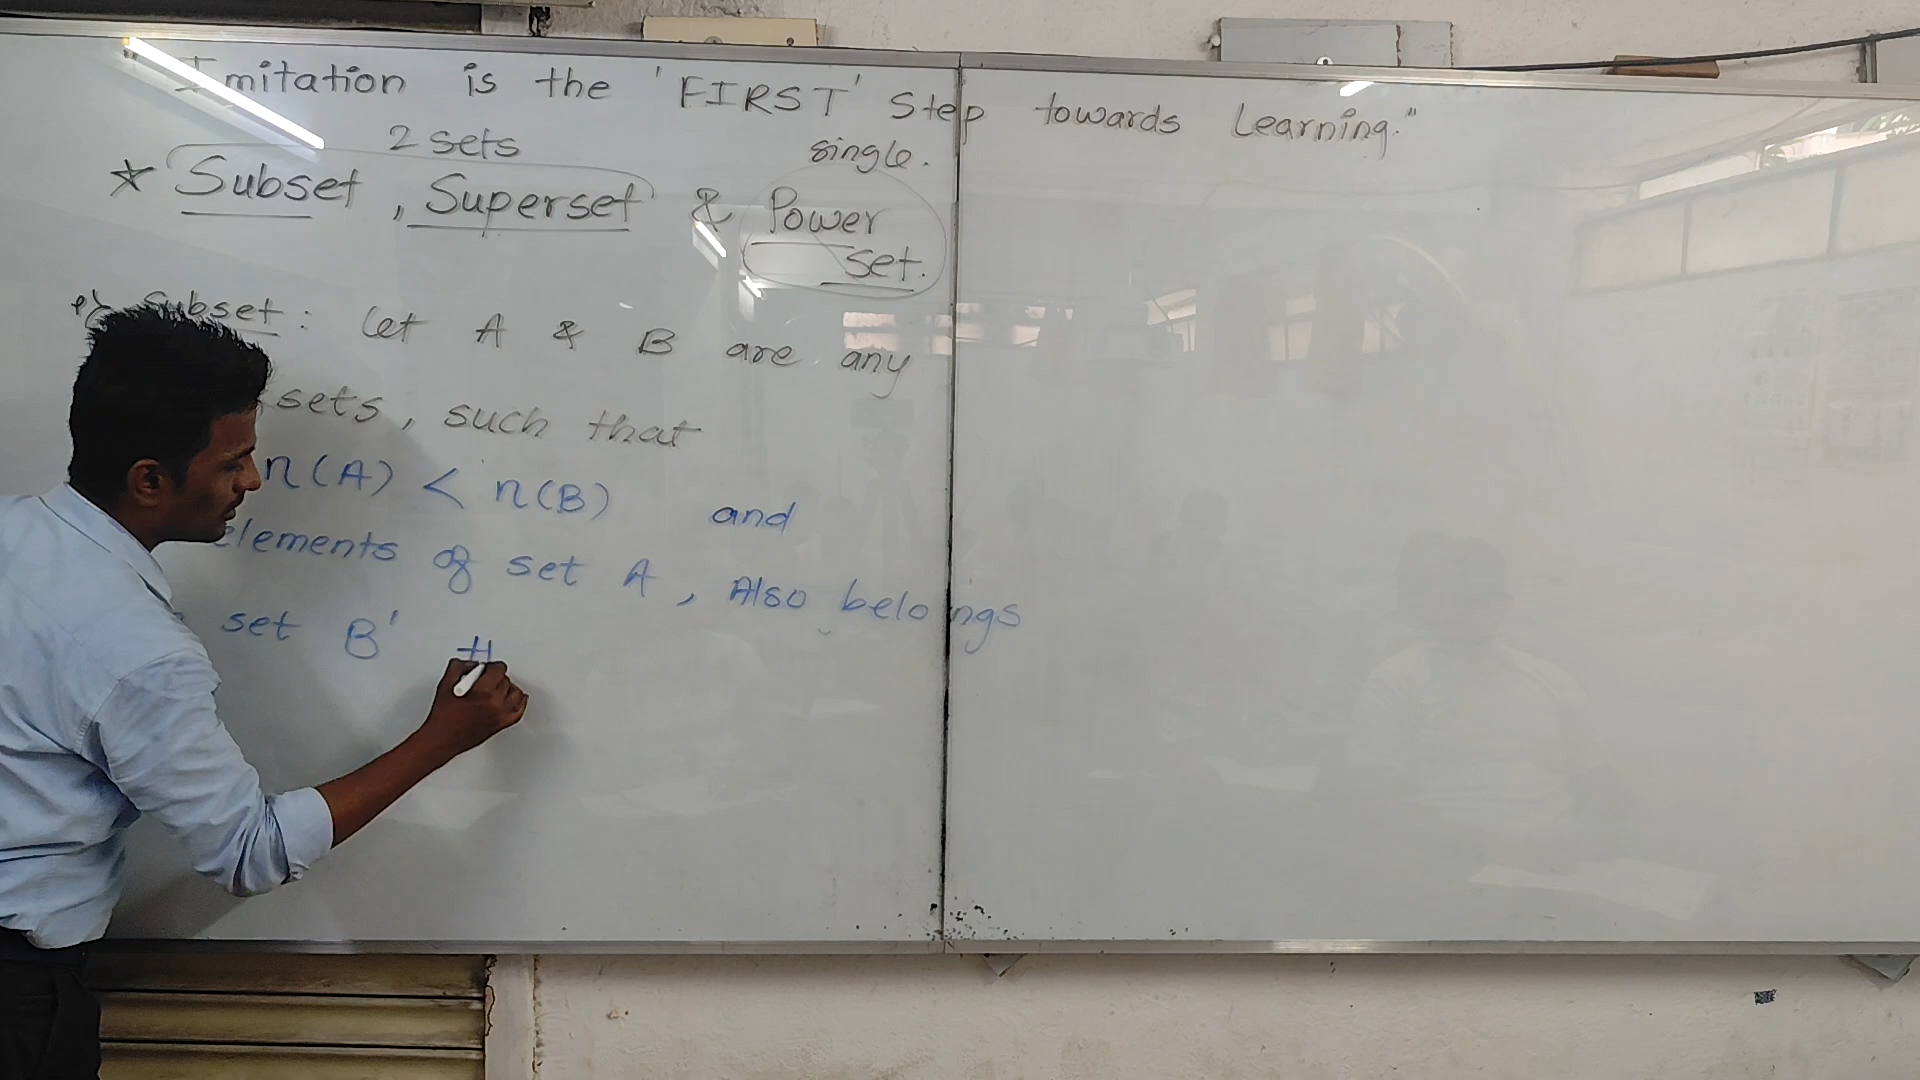 "Imitation is the 'FIRST' Step towards Learning."
2 sets single.
* Subset, Superset & Power
set.
Subset: let A & B are any
sets, such that
n(A) < n(B) and
elements of set A, Also belongs
set B'